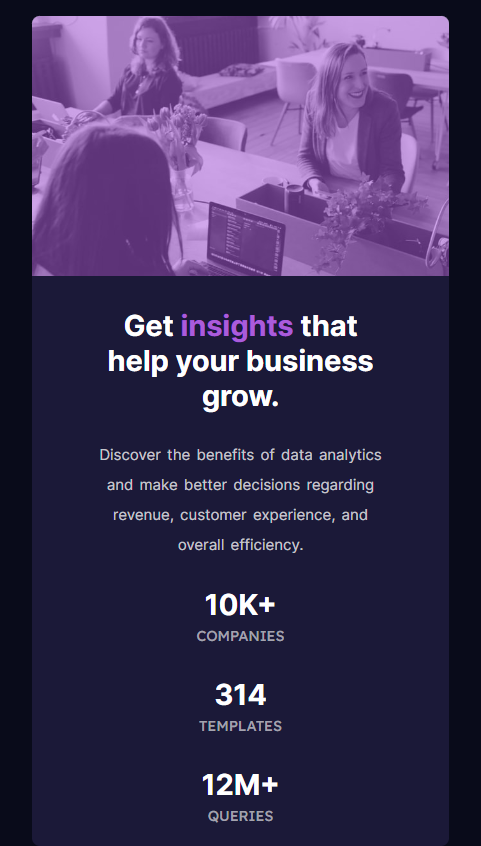 Get insights that
help your business
grow.
Discover the benefits of data analytics
and make better decisions regarding
revenue, customer experience, and
overall efficiency.
10K+
COMPANIES
314
TEMPLATES
12M+
QUERIES